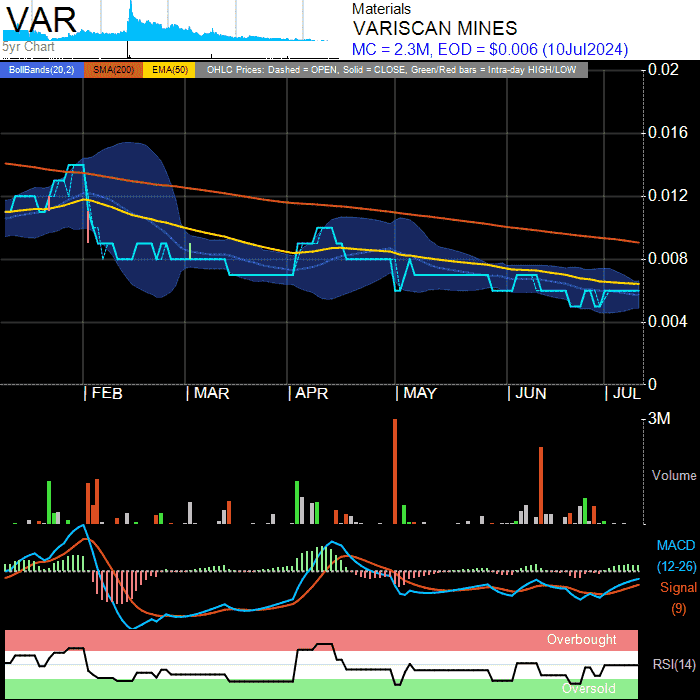 VAR
5yr Chart
Materials
VARISCAN MINES
MC = 2.3M, EOD = $0.006 (10Jul2024)
BollBands(20,2) SMA(200) EMA(50) OHLC Prices: Dashed = OPEN, Solid = CLOSE, Green/Red bars = Intra-day HIGH/LOW
0.02
0.016
0.012
0.008
0.004
0
FEB MAR APR MAY JUN JUL
3M
Volume
MACD
(12-26)
Signal
(9)
Overbought
RSI(14)
Oversold